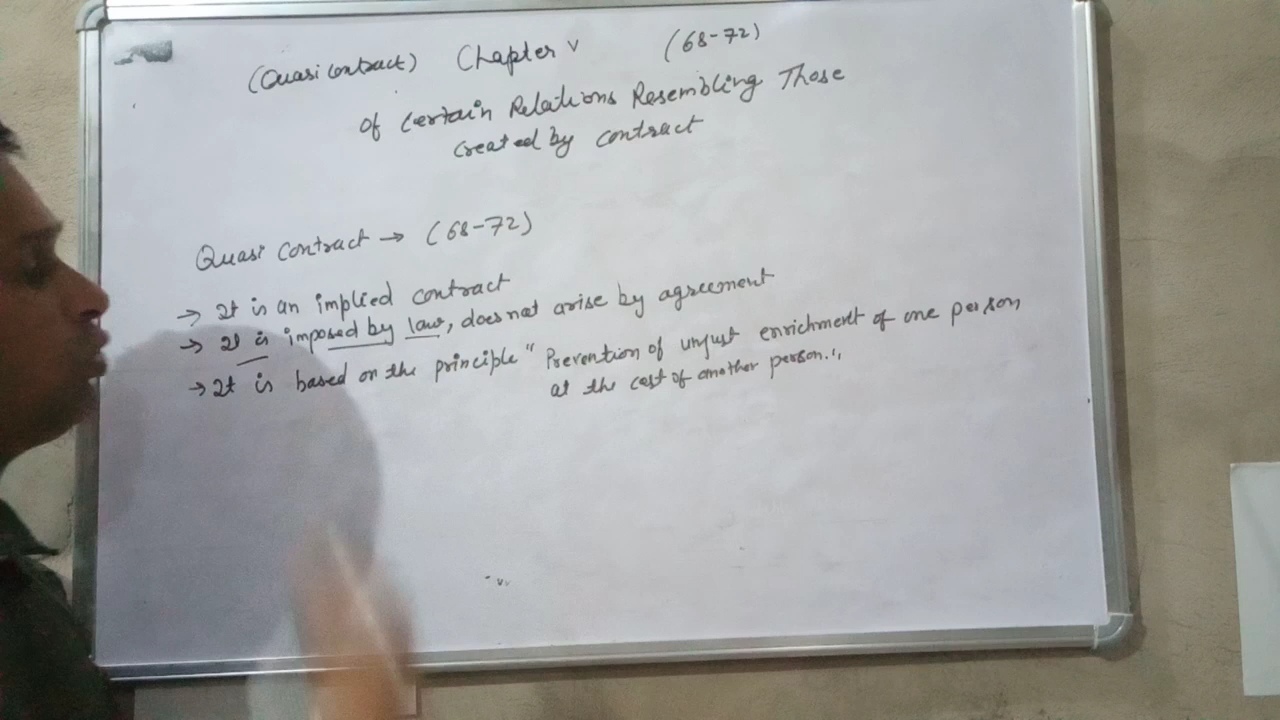 (Quasi Contract) Chapter V (68-72)
Of Certain Relations Resembling Those
Created by contract
Quasi Contract → (68-72)
→ It is an implied contract
→ It is imposed by law, does not arise by agreement
→ It is based on the principle " Prevention of unjust enrichment of one person,
at the cost of another person."